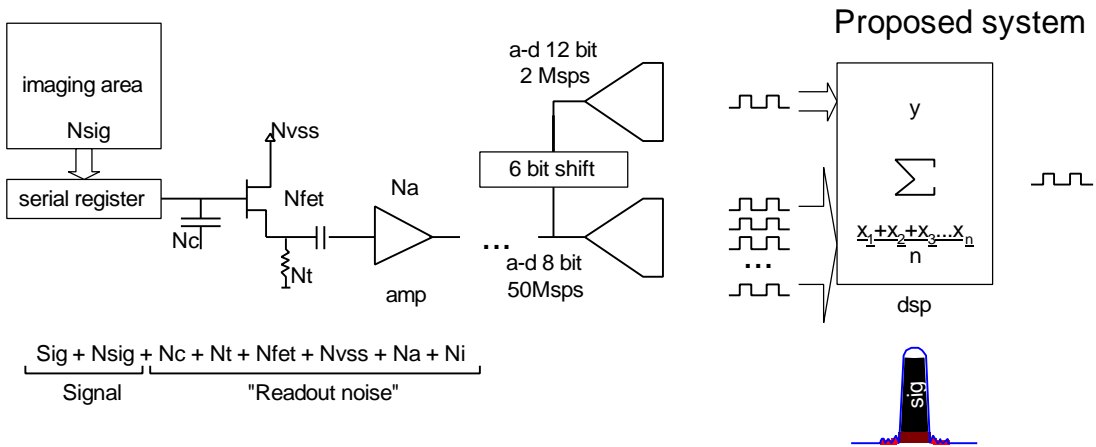 Proposed system
imaging area
Nsig
serial register
Nc
Nvss
Nfet
Nt
Na
amp
...
a-d 12 bit
2 Msps
6 bit shift
a-d 8 bit
50Msps
...
y
∑
x1+x2+x3...xn
n
dsp
Sig + Nsig + Nc + Nt + Nfet + Nvss + Na + Ni
Signal
"Readout noise"
sig